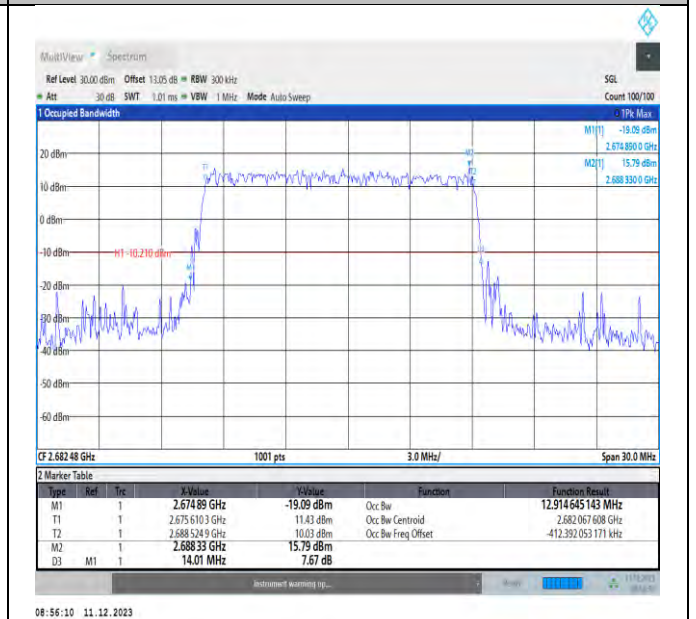 MultiView Spectrum
Ref Level 30.00 dBm Offset 13.05 dB RBW 300 kHz SGL
Att 30 dB SWT 1.01 ms VBW 1 MHz Mode Auto Sweep Count 100/100
1 Occupied Bandwidth 1Pk Max
M1[1] -19.09 dBm
2.674 890 0 GHz
M2[1] 15.79 dBm
2.688 330 0 GHz
20 dBm
T1
T2
10 dBm
0 dBm
-10 dBm H1 -10.210 dBm
-20 dBm
-30 dBm
-40 dBm
-50 dBm
-60 dBm
CF 2.682 48 GHz 1001 pts 3.0 MHz/ Span 30.0 MHz
2 Marker Table
Type Ref Trc X-Value Y-Value Function Function Result
M1 1 2.674 89 GHz -19.09 dBm Occ Bw 12.914 645 143 MHz
T1 1 2.675 610 3 GHz 11.43 dBm Occ Bw Centroid 2.682 067 608 GHz
T2 1 2.688 524 9 GHz 10.03 dBm Occ Bw Freq Offset -412.392 053 171 kHz
M2 1 2.688 33 GHz 15.79 dBm
D3 M1 1 14.01 MHz 7.67 dB
Instrument warming up...
08:56:10 11.12.2023